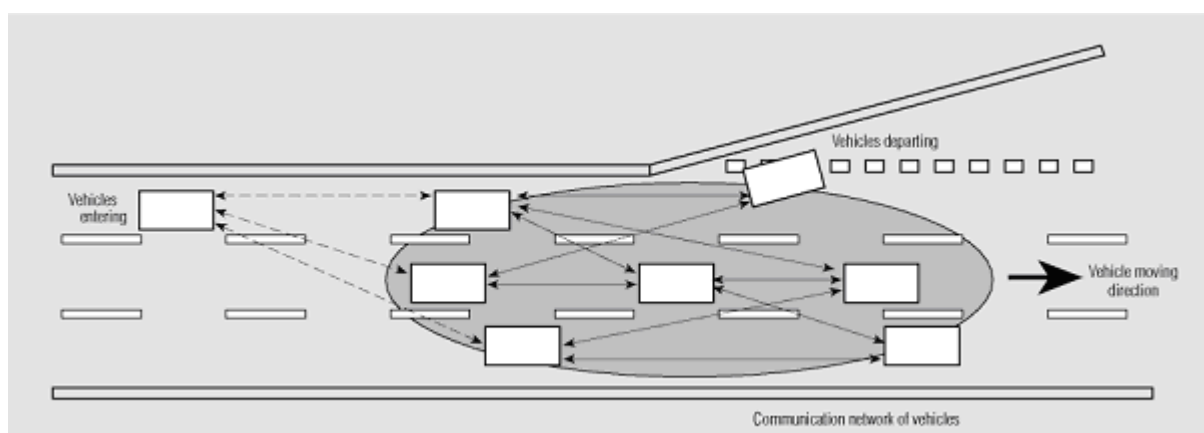 Vehicles departing
Vehicles
entering
Vehicle moving
direction
Communication network of vehicles